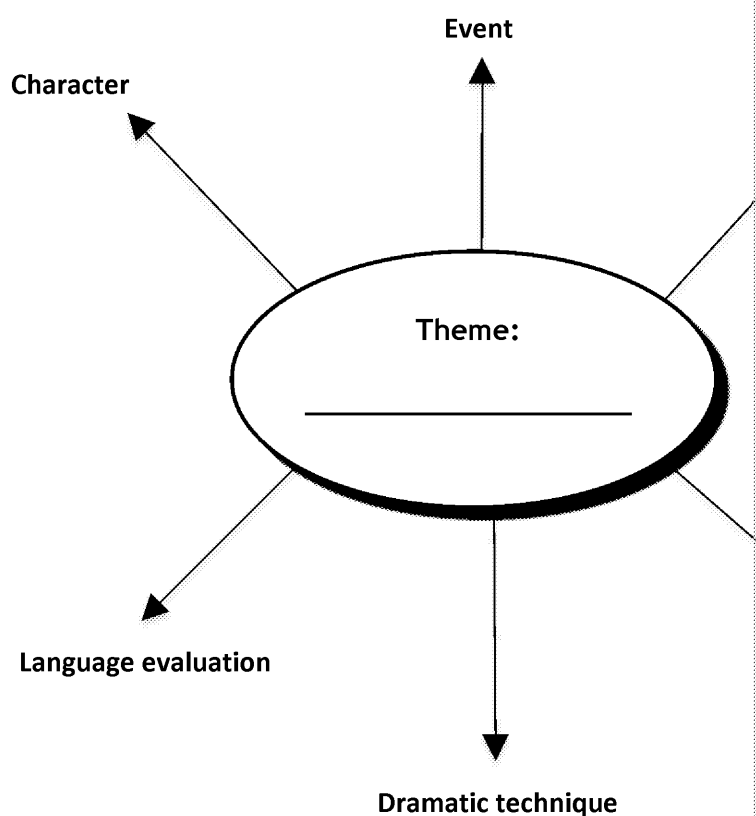 Event
Character
Theme:
Language evaluation
Dramatic technique